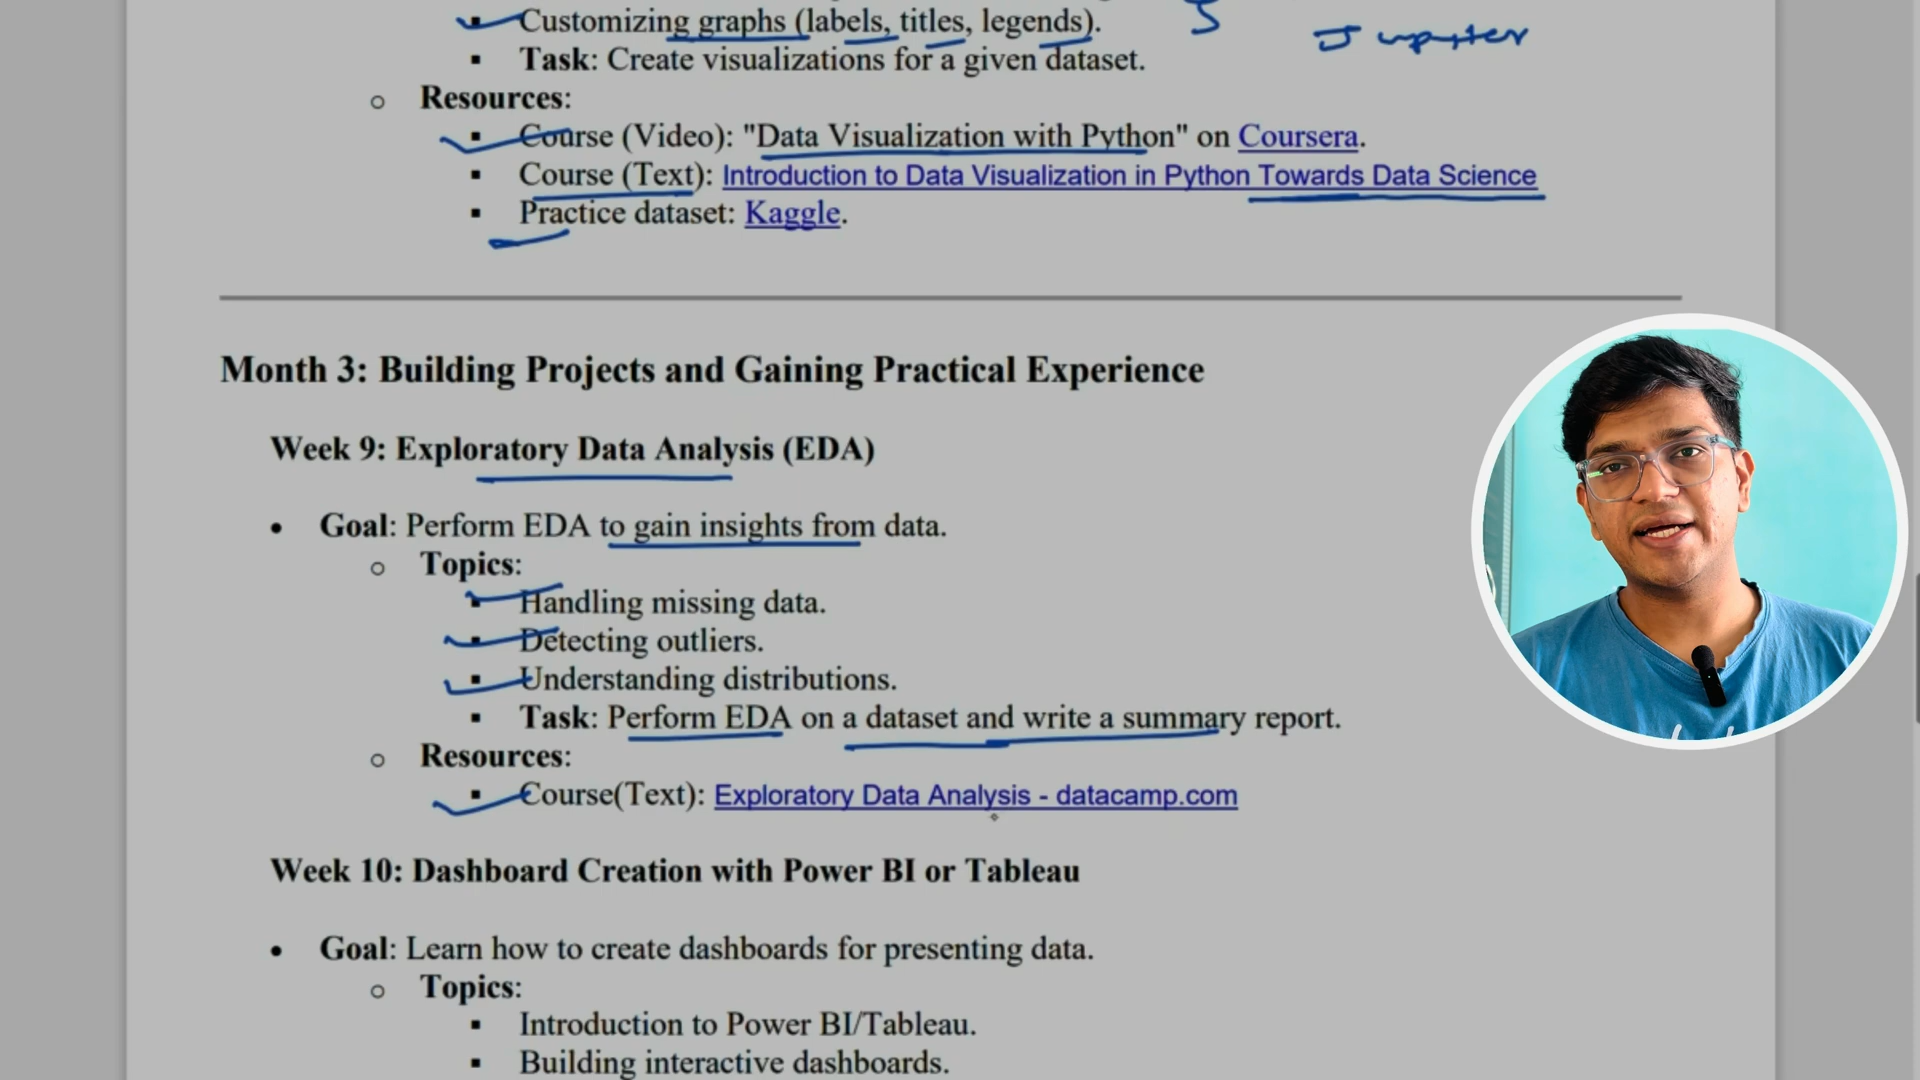 ▪ Customizing graphs (labels, titles, legends).
Jupyter
▪ Task: Create visualizations for a given dataset.
o Resources:
▪ Course (Video): "Data Visualization with Python" on Coursera.
▪ Course (Text): Introduction to Data Visualization in Python Towards Data Science
▪ Practice dataset: Kaggle.
Month 3: Building Projects and Gaining Practical Experience
Week 9: Exploratory Data Analysis (EDA)
• Goal: Perform EDA to gain insights from data.
o Topics:
▪ Handling missing data.
▪ Detecting outliers.
▪ Understanding distributions.
▪ Task: Perform EDA on a dataset and write a summary report.
o Resources:
▪ Course(Text): Exploratory Data Analysis - datacamp.com
Week 10: Dashboard Creation with Power BI or Tableau
• Goal: Learn how to create dashboards for presenting data.
o Topics:
▪ Introduction to Power BI/Tableau.
▪ Building interactive dashboards.